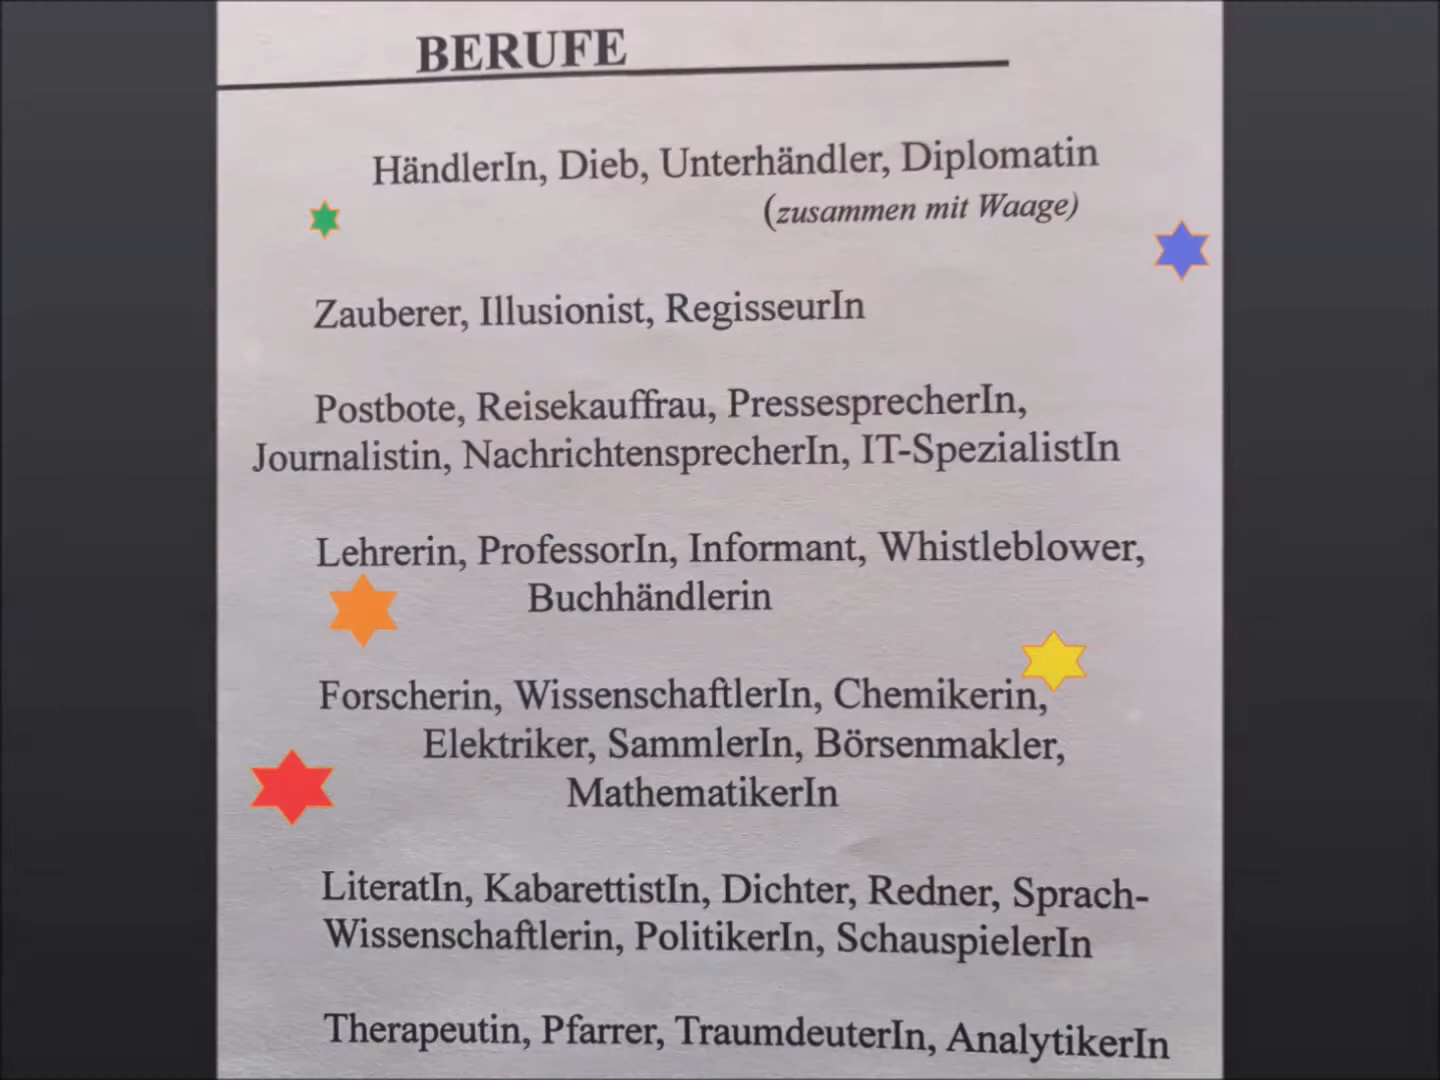 BERUFE
HändlerIn, Dieb, Unterhändler, Diplomatin
(zusammen mit Waage)
Zauberer, Illusionist, RegisseurIn
Postbote, Reisekauffrau, PressesprecherIn,
Journalistin, NachrichtensprecherIn, IT-SpezialistIn
Lehrerin, ProfessorIn, Informant, Whistleblower,
Buchhändlerin
Forscherin, WissenschaftlerIn, Chemikerin,
Elektriker, SammlerIn, Börsenmakler,
MathematikerIn
LiteratIn, KabarettistIn, Dichter, Redner, Sprach-
Wissenschaftlerin, PolitikerIn, SchauspielerIn
Therapeutin, Pfarrer, TraumdeuterIn, AnalytikerIn